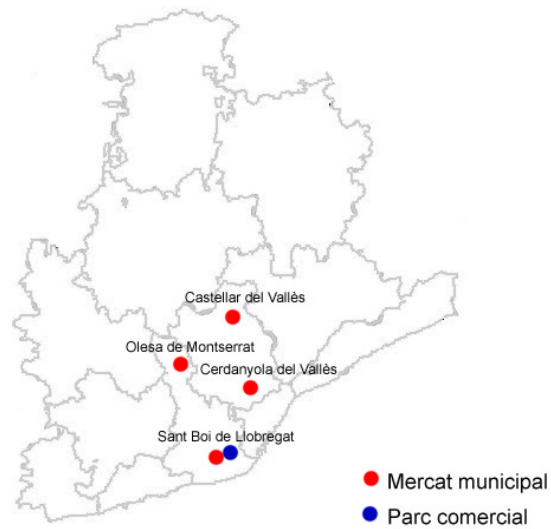 Castellar del Vallès
Olesa de Montserrat
Cerdanyola del Vallès
Sant Boi de Llobregat
Mercat municipal
Parc comercial